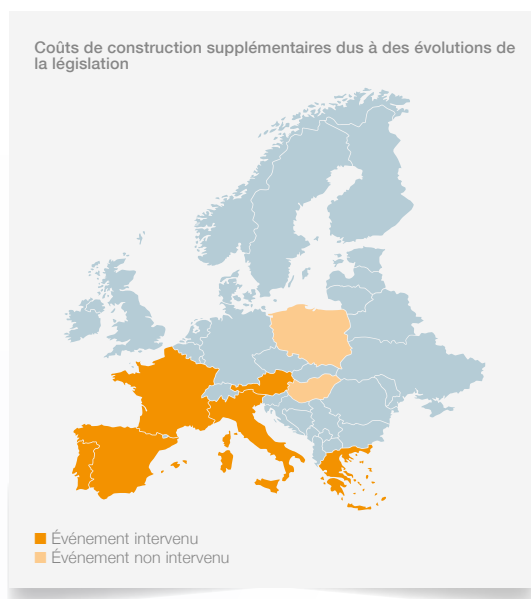 Coûts de construction supplémentaires dus à des évolutions de
la législation
Événement intervenu
Événement non intervenu